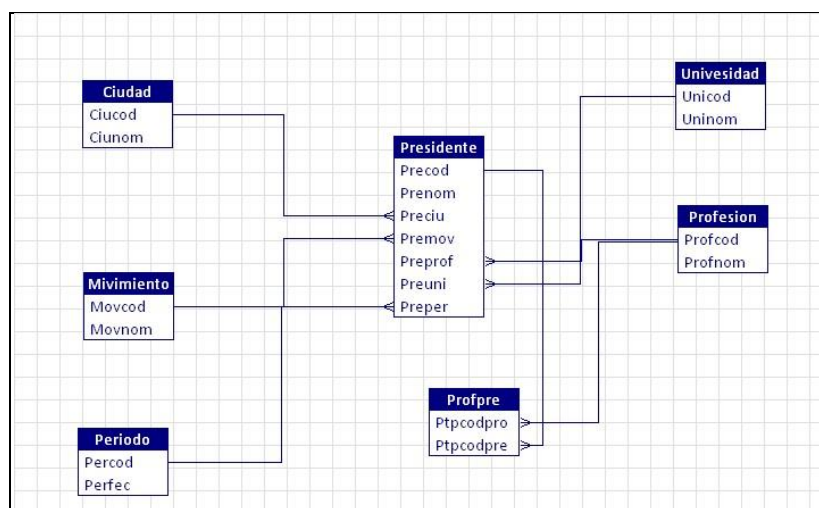 Ciudad
Ciucod
Ciunom
Univesidad
Unicod
Uninom
Presidente
Precod
Prenom
Preciu
Premov
Preprof
Preuni
Preper
Profesion
Profcod
Profnom
Mivimiento
Movcod
Movnom
Profpre
Ptpcodpro
Ptpcodpre
Periodo
Percod
Perfec